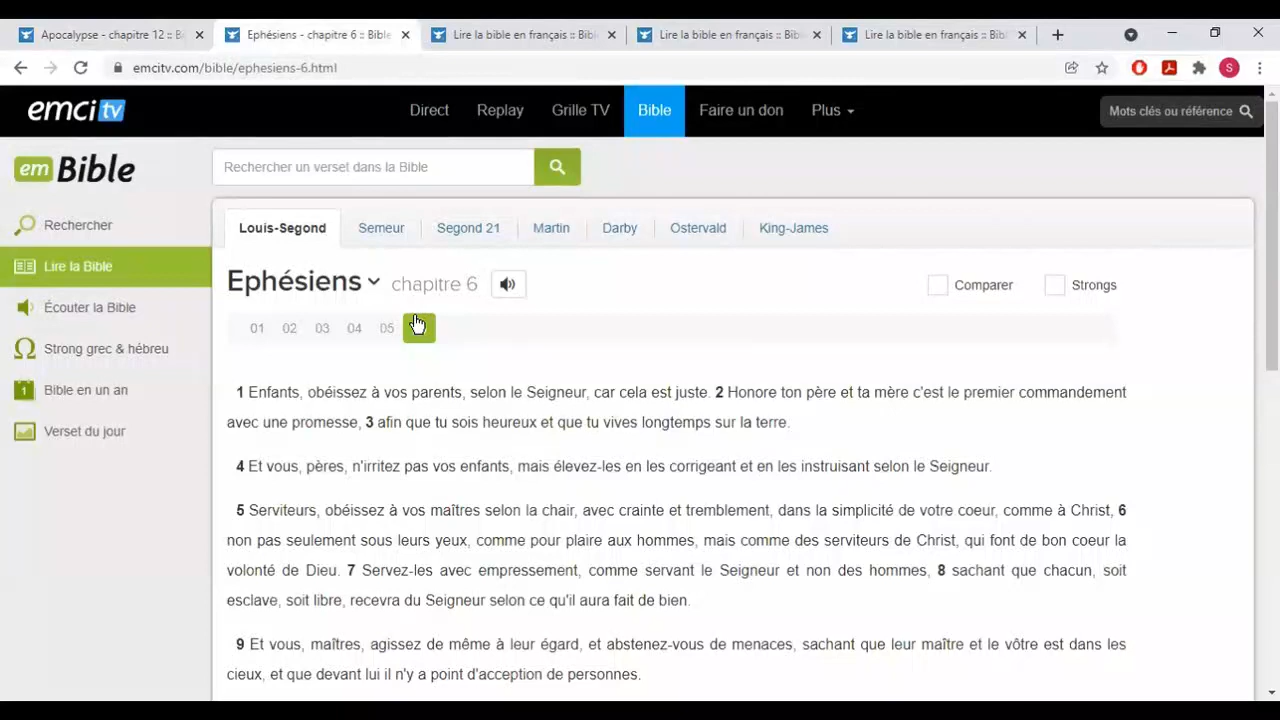 Apocalypse - chapitre 12 :: B
Ephésiens - chapitre 6 :: Bible
Lire la bible en français :: Bibl
Lire la bible en français :: Bibl
Lire la bible en français :: Bibl
emcitv.com/bible/ephesiens-6.html
S
emci tv
Direct
Replay
Grille TV
Bible
Faire un don
Plus
Mots clés ou référence
em Bible
Rechercher un verset dans la Bible
Rechercher
Lire la Bible
Écouter la Bible
Strong grec & hébreu
1 Bible en un an
Verset du jour
Louis-Segond
Semeur
Segond 21
Martin
Darby
Ostervald
King-James
Ephésiens chapitre 6
Comparer
Strongs
01 02 03 04 05
1 Enfants, obéissez à vos parents, selon le Seigneur, car cela est juste. 2 Honore ton père et ta mère c'est le premier commandement
avec une promesse, 3 afin que tu sois heureux et que tu vives longtemps sur la terre.
4 Et vous, pères, n'irritez pas vos enfants, mais élevez-les en les corrigeant et en les instruisant selon le Seigneur.
5 Serviteurs, obéissez à vos maîtres selon la chair, avec crainte et tremblement, dans la simplicité de votre coeur, comme à Christ, 6
non pas seulement sous leurs yeux, comme pour plaire aux hommes, mais comme des serviteurs de Christ, qui font de bon coeur la
volonté de Dieu. 7 Servez-les avec empressement, comme servant le Seigneur et non des hommes, 8 sachant que chacun, soit
esclave, soit libre, recevra du Seigneur selon ce qu'il aura fait de bien.
9 Et vous, maîtres, agissez de même à leur égard, et abstenez-vous de menaces, sachant que leur maître et le vôtre est dans les
cieux, et que devant lui il n'y a point d'acception de personnes.